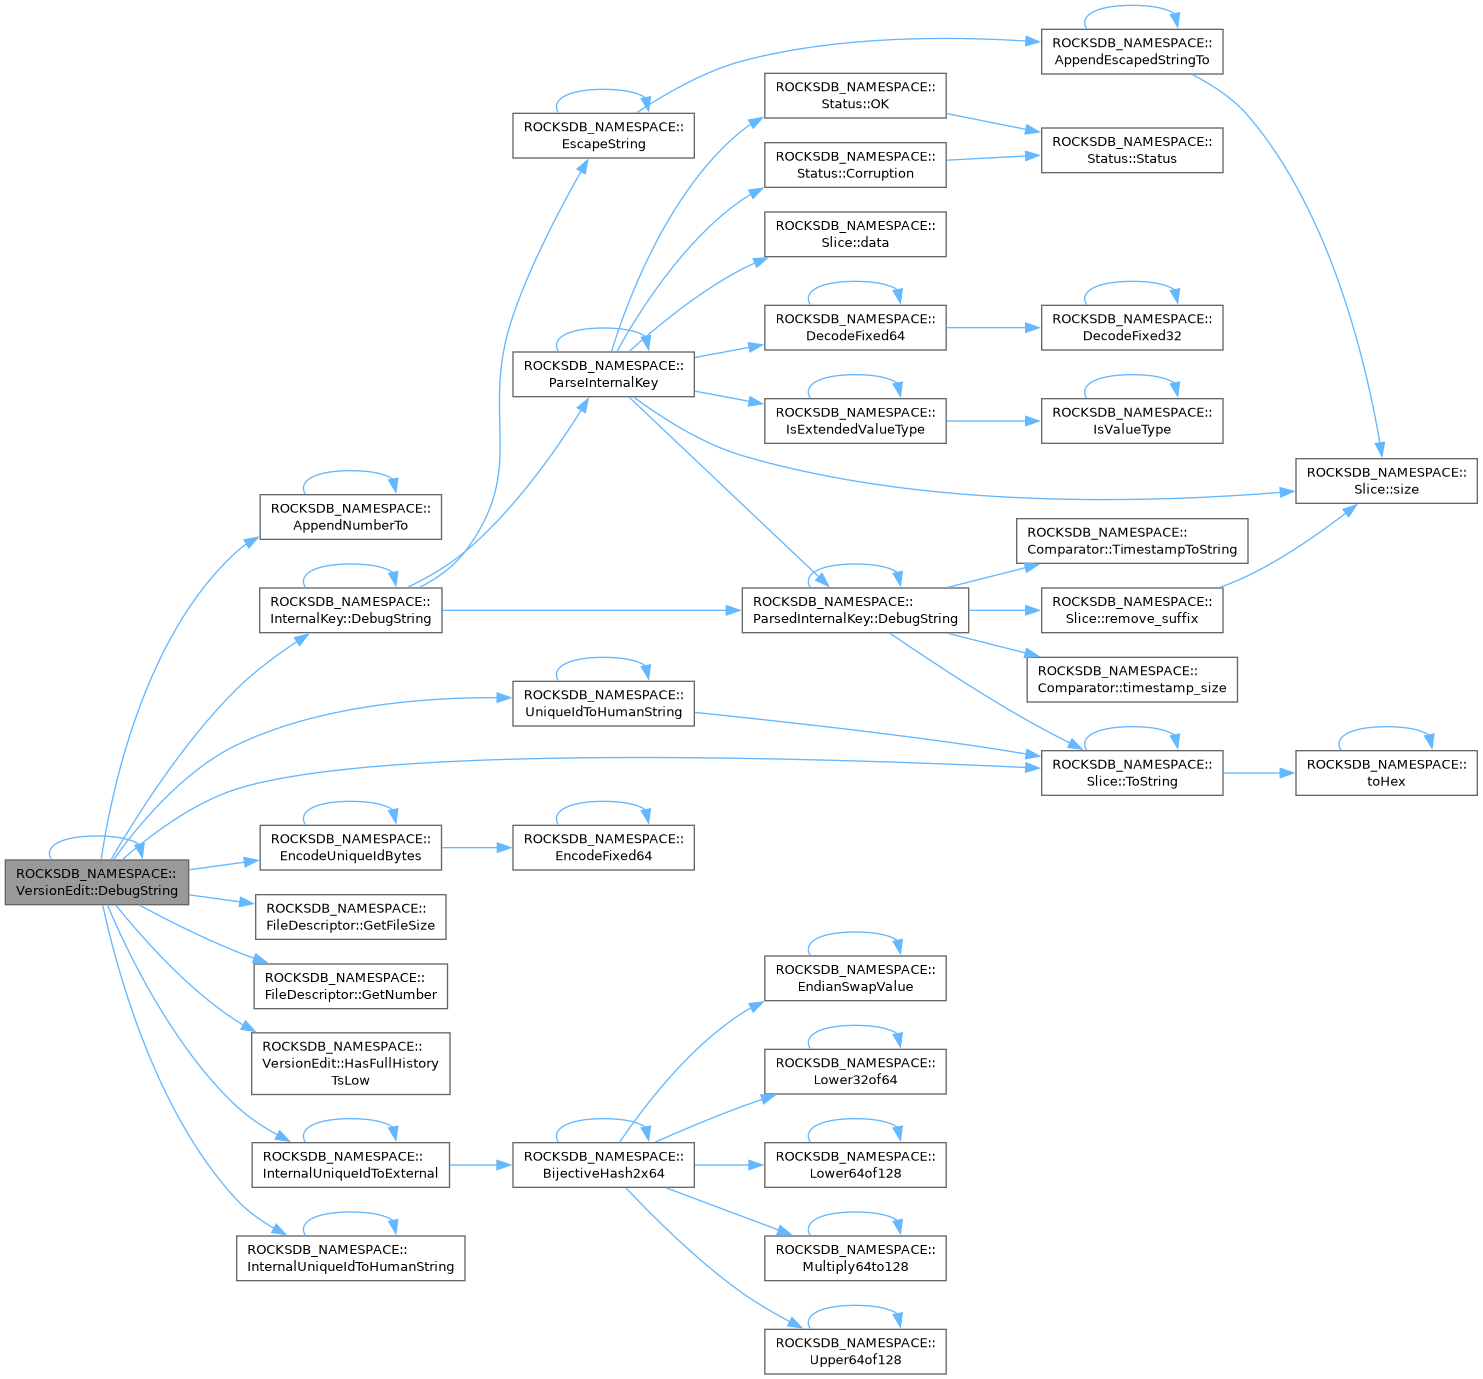 ROCKSDB_NAMESPACE::
AppendEscapedStringTo
ROCKSDB_NAMESPACE::
Status::OK
ROCKSDB_NAMESPACE::
EscapeString
ROCKSDB_NAMESPACE::
Status::Status
ROCKSDB_NAMESPACE::
Status::Corruption
ROCKSDB_NAMESPACE::
Slice::data
ROCKSDB_NAMESPACE::
DecodeFixed64
ROCKSDB_NAMESPACE::
DecodeFixed32
ROCKSDB_NAMESPACE::
ParseInternalKey
ROCKSDB_NAMESPACE::
IsExtendedValueType
ROCKSDB_NAMESPACE::
IsValueType
ROCKSDB_NAMESPACE::
Slice::size
ROCKSDB_NAMESPACE::
AppendNumberTo
ROCKSDB_NAMESPACE::
Comparator::TimestampToString
ROCKSDB_NAMESPACE::
InternalKey::DebugString
ROCKSDB_NAMESPACE::
ParsedInternalKey::DebugString
ROCKSDB_NAMESPACE::
Slice::remove_suffix
ROCKSDB_NAMESPACE::
Comparator::timestamp_size
ROCKSDB_NAMESPACE::
UniqueIdToHumanString
ROCKSDB_NAMESPACE::
Slice::ToString
ROCKSDB_NAMESPACE::
toHex
ROCKSDB_NAMESPACE::
EncodeUniqueIdBytes
ROCKSDB_NAMESPACE::
EncodeFixed64
ROCKSDB_NAMESPACE::
VersionEdit::DebugString
ROCKSDB_NAMESPACE::
FileDescriptor::GetFileSize
ROCKSDB_NAMESPACE::
FileDescriptor::GetNumber
ROCKSDB_NAMESPACE::
EndianSwapValue
ROCKSDB_NAMESPACE::
VersionEdit::HasFullHistory
TsLow
ROCKSDB_NAMESPACE::
Lower32of64
ROCKSDB_NAMESPACE::
InternalUniqueIdToExternal
ROCKSDB_NAMESPACE::
BijectiveHash2x64
ROCKSDB_NAMESPACE::
Lower64of128
ROCKSDB_NAMESPACE::
InternalUniqueIdToHumanString
ROCKSDB_NAMESPACE::
Multiply64to128
ROCKSDB_NAMESPACE::
Upper64of128